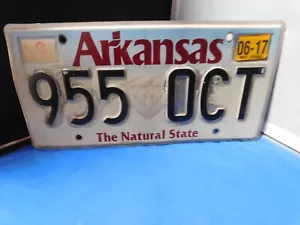 Arkansas
06-17
955 OCT
The Natural State